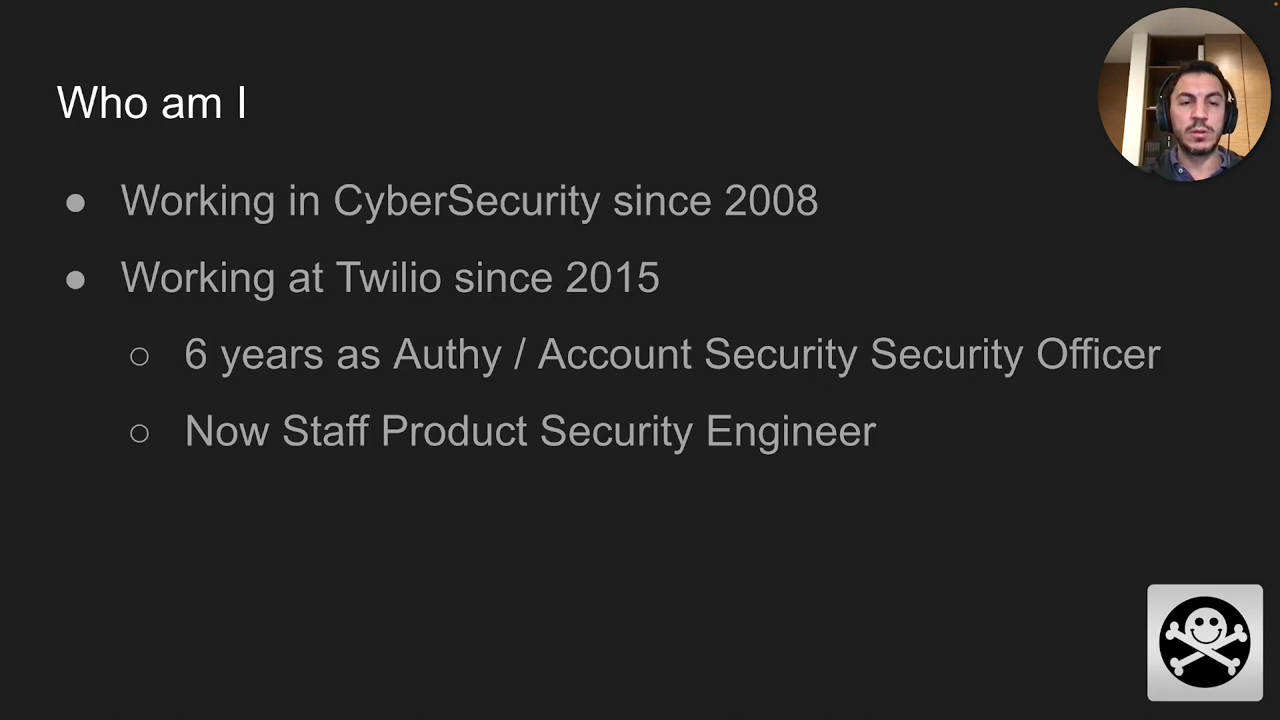 Who am I
Working in CyberSecurity since 2008
Working at Twilio since 2015
6 years as Authy / Account Security Security Officer
Now Staff Product Security Engineer